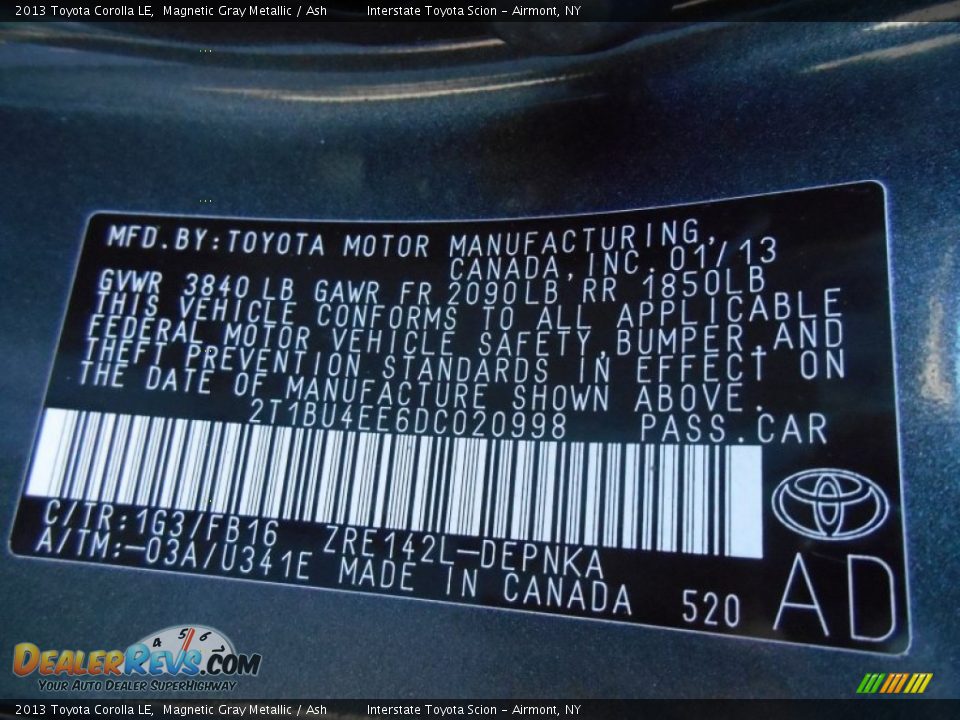 2013 Toyota Corolla LE, Magnetic Gray Metallic / Ash Interstate Toyota Scion - Airmont, NY
MFD.BY:TOYOTA MOTOR MANUFACTURING,
CANADA,INC.01/13
GVWR 3840 LB GAWR FR 2090LB RR 1850LB
THIS VEHICLE CONFORMS TO ALL APPLICABLE
FEDERAL MOTOR VEHICLE SAFETY,BUMPER,AND
THEFT PREVENTION STANDARDS IN EFFECT ON
THE DATE OF MANUFACTURE SHOWN ABOVE.
2T1BU4EE6DC020998 PASS.CAR
C/TR:1G3/FB16 ZRE142L-DEPNKA
A/TM:-03A/U341E MADE IN CANADA 520 AD
4 5 6
DEALERREVS.COM
YOUR AUTO DEALER SUPERHIGHWAY
2013 Toyota Corolla LE, Magnetic Gray Metallic / Ash Interstate Toyota Scion - Airmont, NY